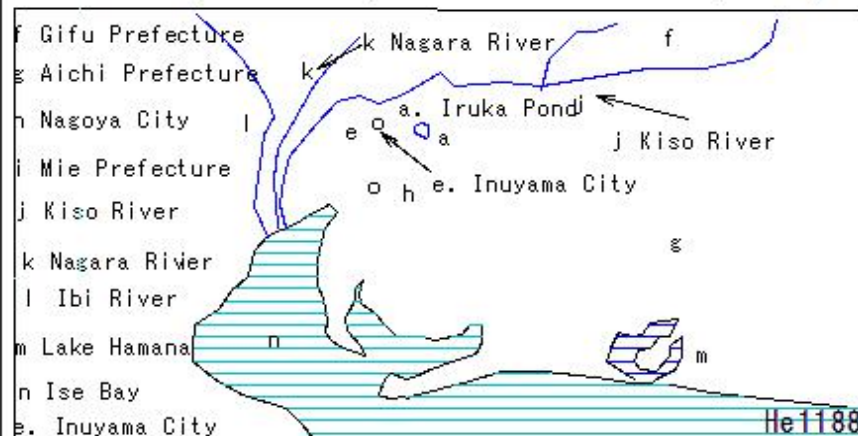 f Gifu Prefecture
g Aichi Prefecture
h Nagoya City
i Mie Prefecture
j Kiso River
k Nagara River
i
l Ibi River
m Lake Hamana
n Ise Bay
e. Inuyama City
k Nagara River
k
f
l
a. Iruka Pond
j
e
a
j Kiso River
e. Inuyama City
h
g
n
m
He1188